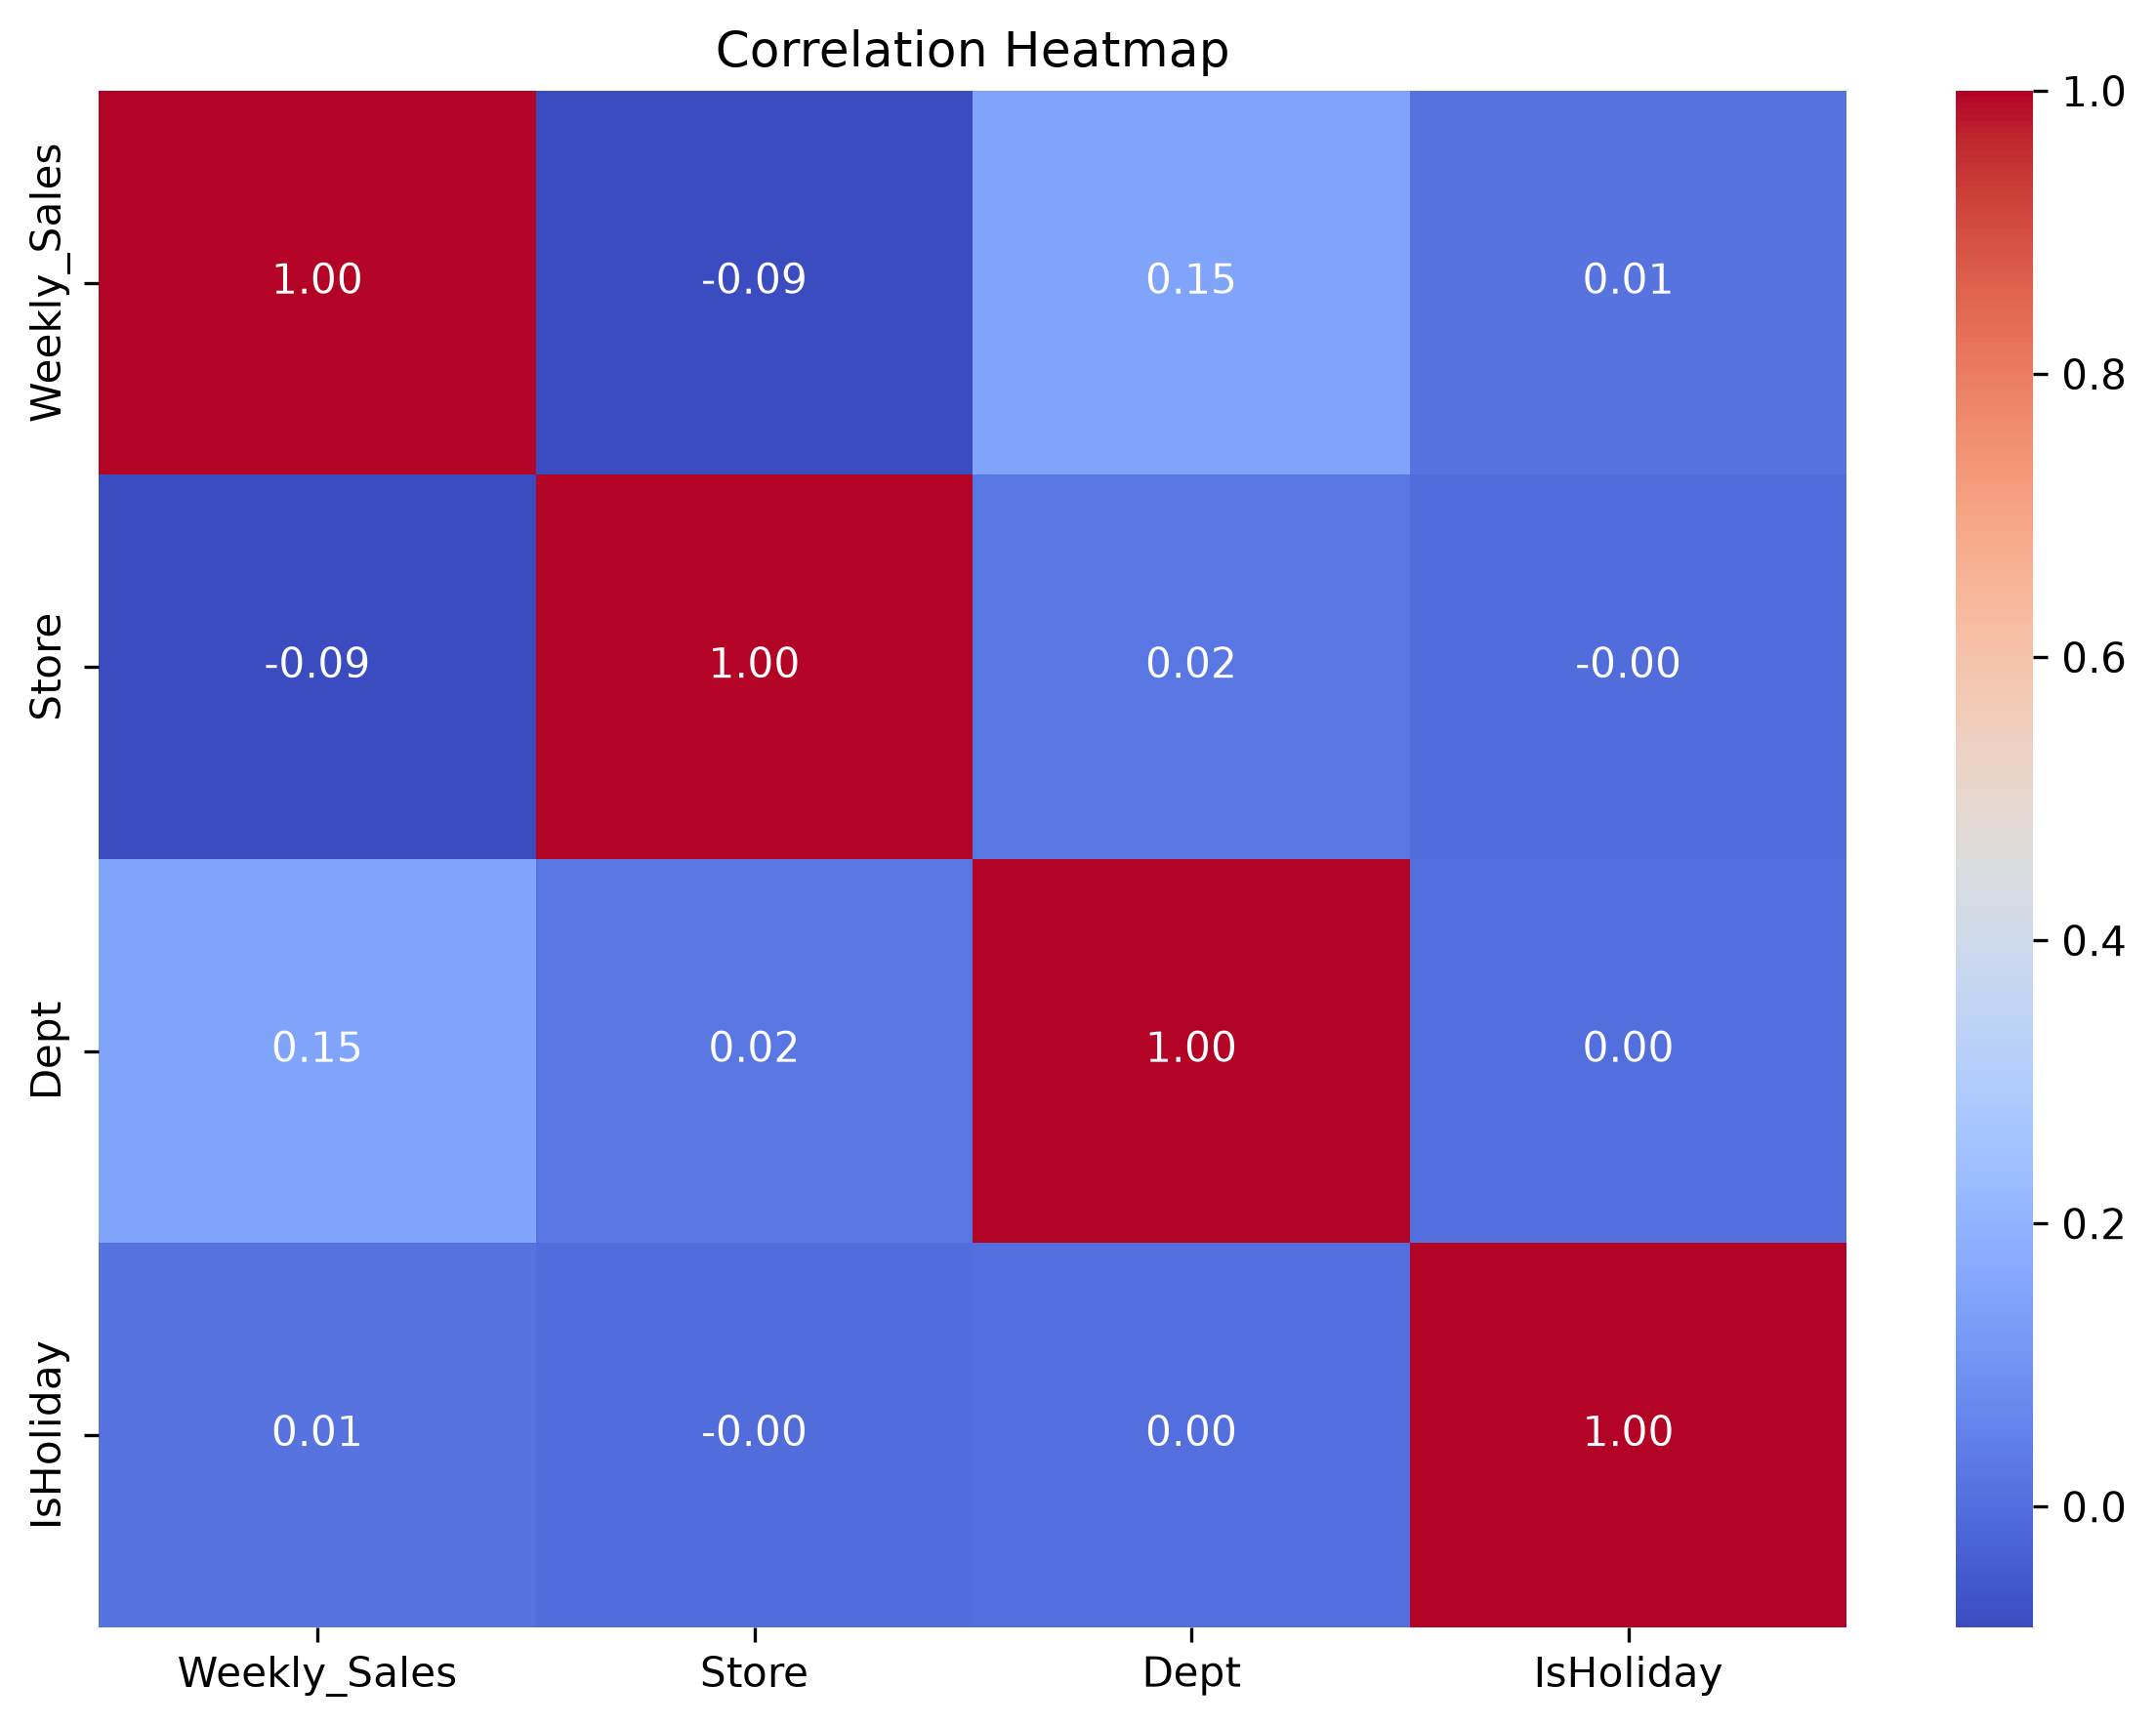 Correlation Heatmap
Weekly_Sales 1.00 -0.09 0.15 0.01
Store -0.09 1.00 0.02 -0.00
Dept 0.15 0.02 1.00 0.00
IsHoliday 0.01 -0.00 0.00 1.00
Weekly_Sales Store Dept IsHoliday
1.0
0.8
0.6
0.4
0.2
0.0